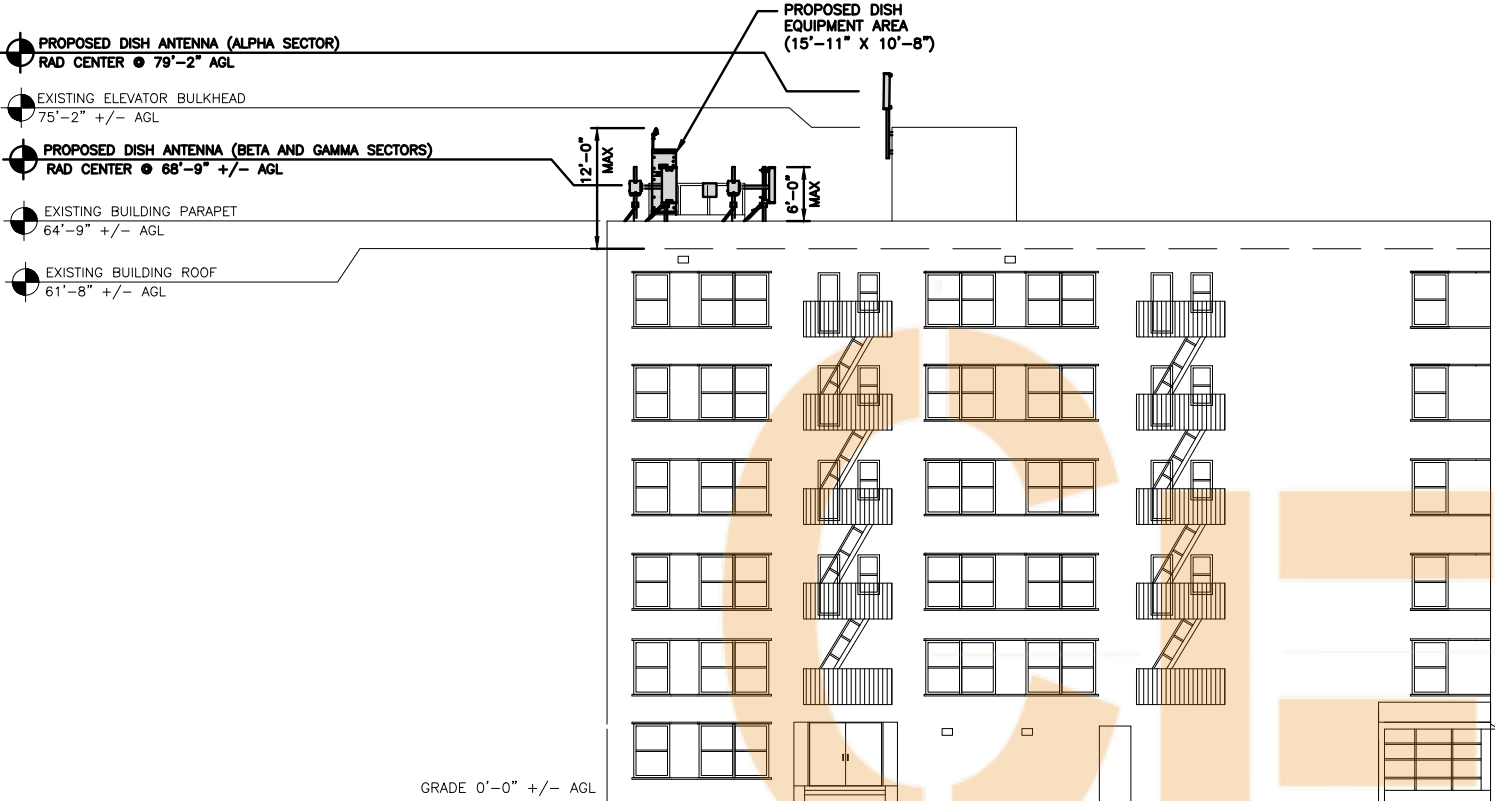 PROPOSED DISH
EQUIPMENT AREA
(15'-11" X 10'-8")
PROPOSED DISH ANTENNA (ALPHA SECTOR)
RAD CENTER @ 79'-2" AGL
EXISTING ELEVATOR BULKHEAD
75'-2" +/- AGL
PROPOSED DISH ANTENNA (BETA AND GAMMA SECTORS)
RAD CENTER @ 68'-9" +/- AGL
12'-0"
MAX
6'-0"
MAX
EXISTING BUILDING PARAPET
64'-9" +/- AGL
EXISTING BUILDING ROOF
61'-8" +/- AGL
GRADE 0'-0" +/- AGL